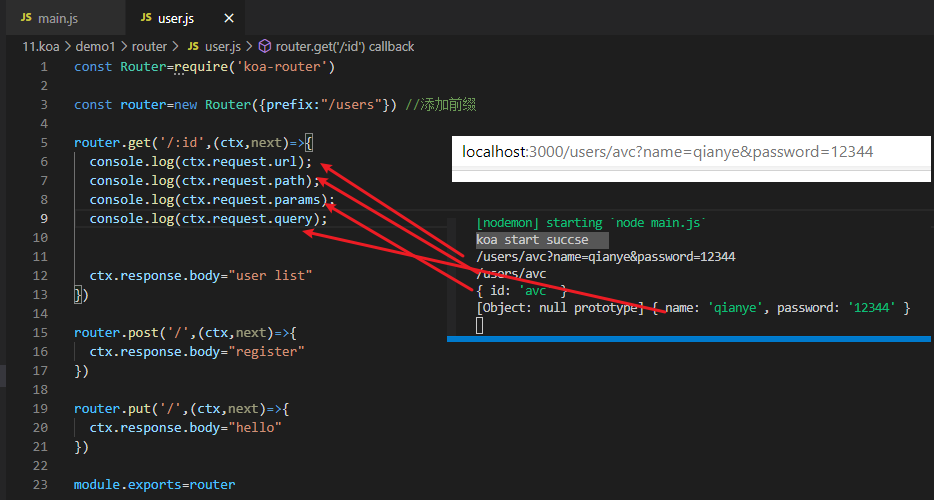 JS main.js
JS user.js ×
11.koa > demo1 > router > JS user.js > router.get('/:id') callback
1 const Router=require('koa-router')
2
3 const router=new Router({prefix:"/users"}) //添加前缀
4
5 router.get('/:id',(ctx,next)=>{
6 console.log(ctx.request.url);
7 console.log(ctx.request.path);
8 console.log(ctx.request.params);
9 console.log(ctx.request.query);
10
11
12 ctx.response.body="user list"
13 })
14
15 router.post('/',(ctx,next)=>{
16 ctx.response.body="register"
17 })
18
19 router.put('/',(ctx,next)=>{
20 ctx.response.body="hello"
21 })
22
23 module.exports=router
localhost:3000/users/avc?name=qianye&password=12344
[nodemon] starting `node main.js`
koa start succse
/users/avc?name=qianye&password=12344
/users/avc
{ id: 'avc' }
[Object: null prototype] { name: 'qianye', password: '12344' }